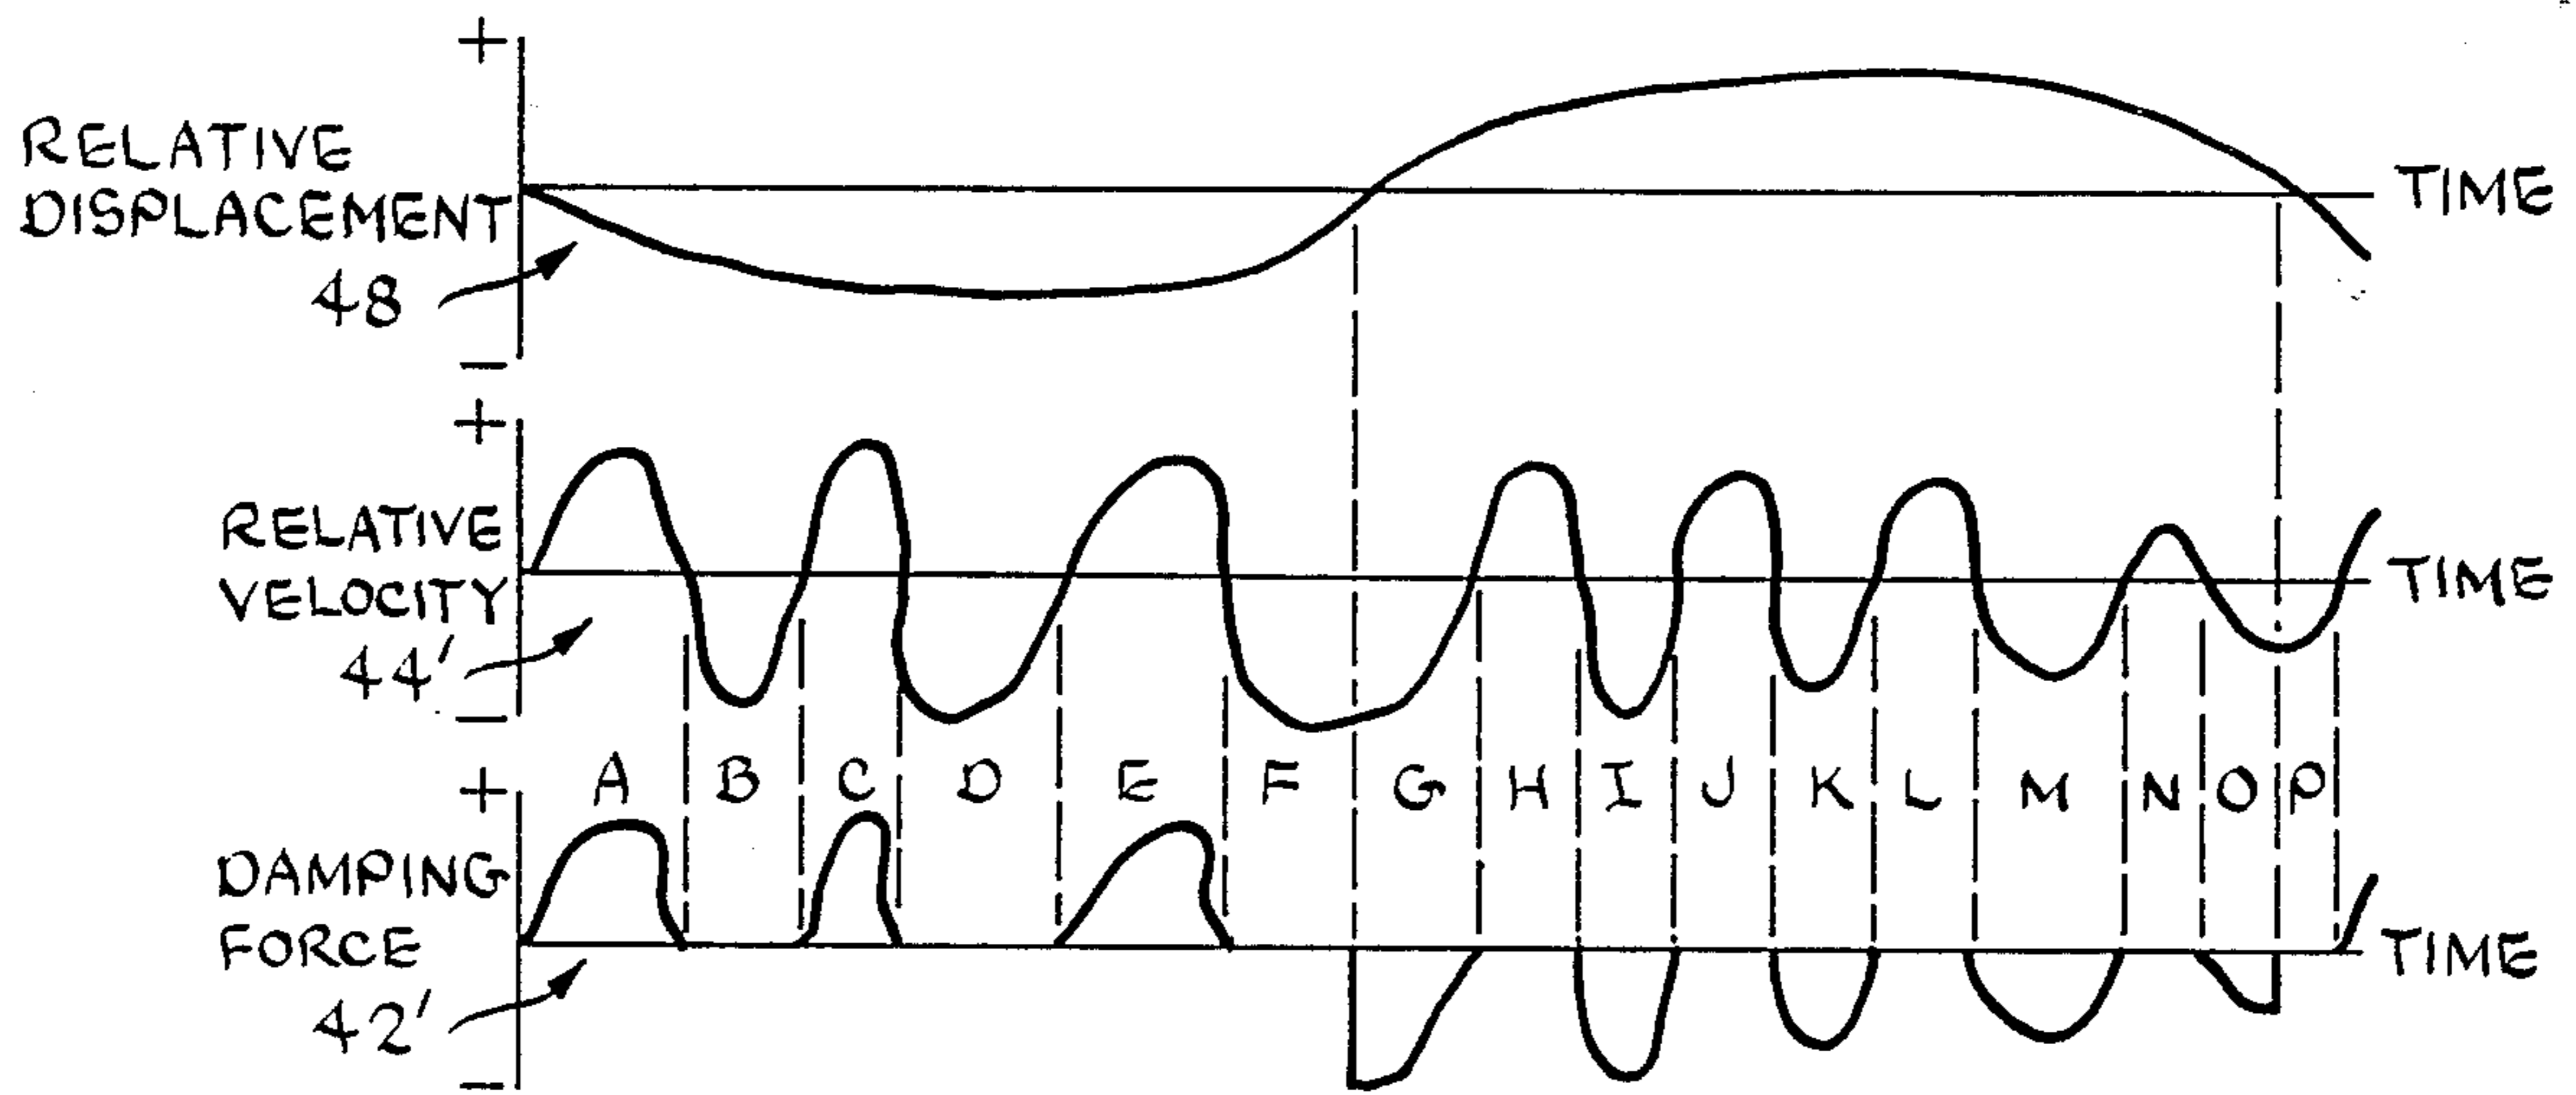 +
RELATIVE
DISPLACEMENT
TIME
48
−
+
RELATIVE
VELOCITY
TIME
44'
−
A B C D E F G H I J K L M N O P
+
DAMPING
FORCE
TIME
42'
−